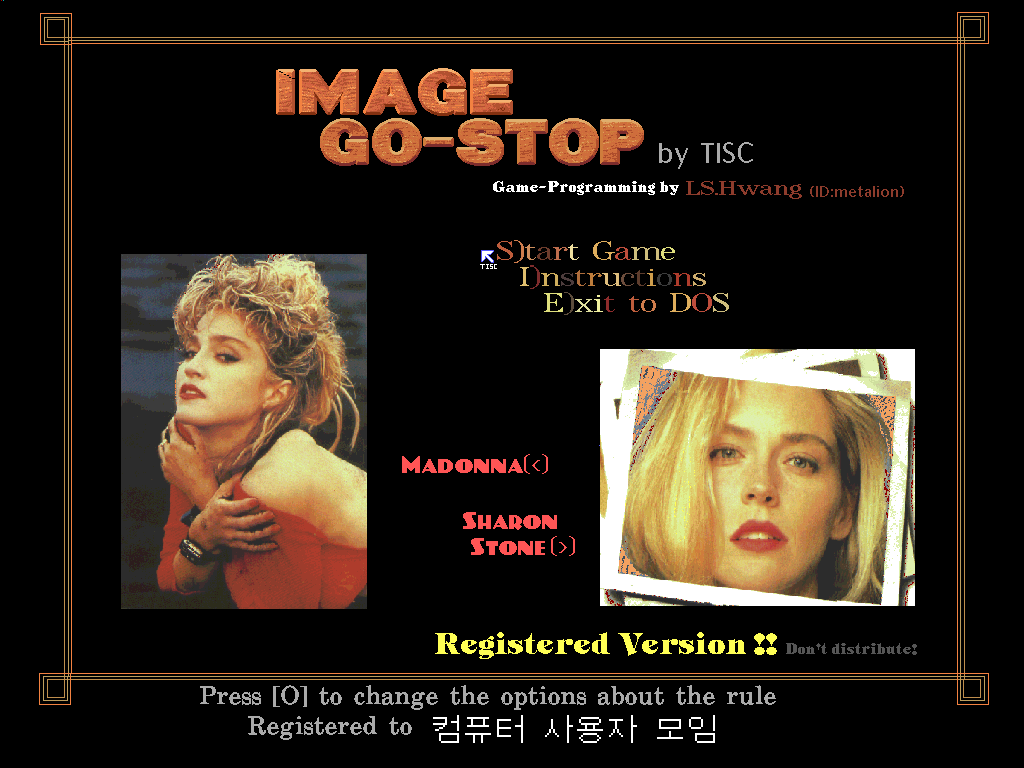 IMAGE
GO-STOP by TISC
Game-Programming by I.S.Hwang (ID:metalion)
S)tart Game
TISC
I)nstructions
E)xit to DOS
MADONNA(<)
SHARON
STONE(>)
Registered Version !! Don't distribute!
Press [O] to change the options about the rule
Registered to 컴퓨터 사용자 모임